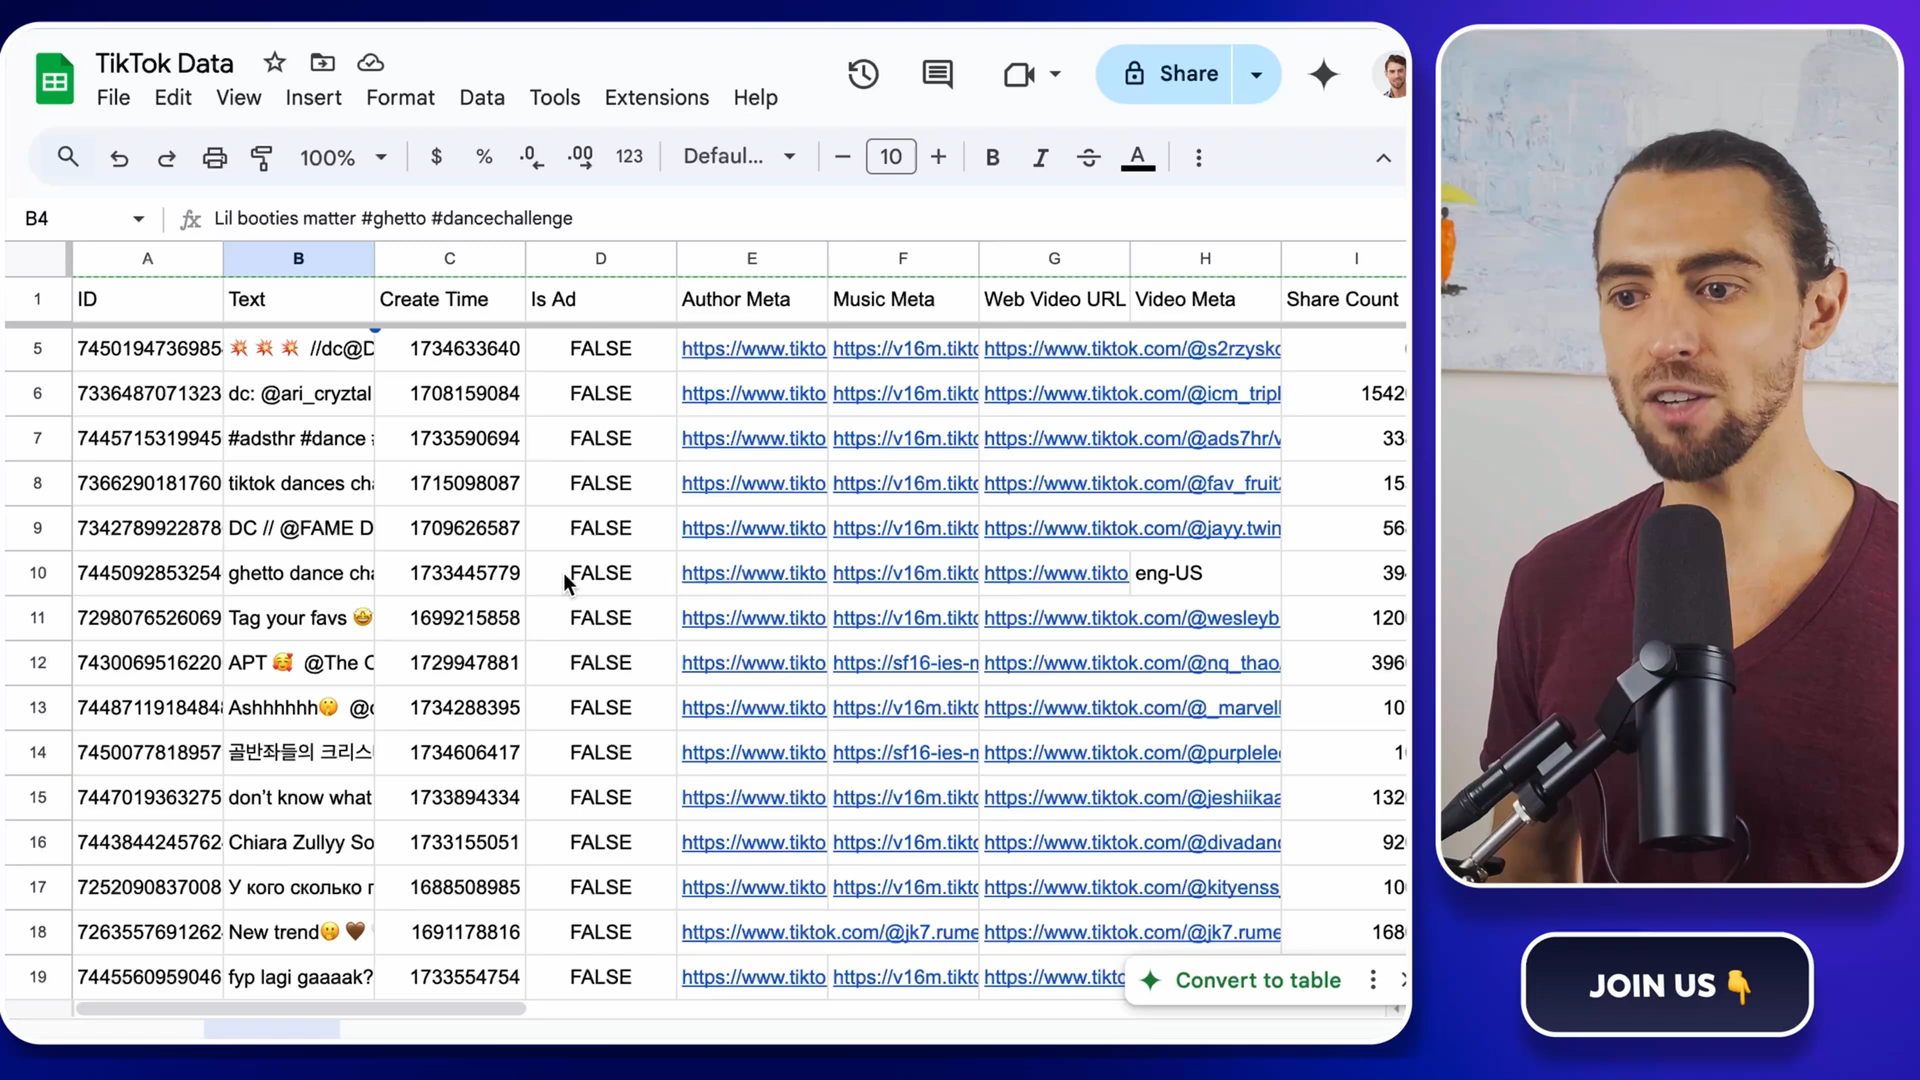 TikTok Data
File Edit View Insert Format Data Tools Extensions Help
Share
100% $ % .0 .00 123 Defaul... 10 B I A
B4 fx Lil booties matter #ghetto #dancechallenge
A B C D E F G H I
1 ID Text Create Time Is Ad Author Meta Music Meta Web Video URL Video Meta Share Count
5 7450194736985 💥 💥 💥 //dc@D 1734633640 FALSE https://www.tikto https://v16m.tiktc https://www.tiktok.com/@s2rzyskc
6 7336487071323 dc: @ari_cryztal 1708159084 FALSE https://www.tikto https://v16m.tiktc https://www.tiktok.com/@icm_tripl 1542
7 7445715319945 #adsthr #dance 1733590694 FALSE https://www.tikto https://v16m.tiktc https://www.tiktok.com/@ads7hr/v 33
8 7366290181760 tiktok dances cha 1715098087 FALSE https://www.tikto https://v16m.tiktc https://www.tiktok.com/@fav_fruit 15
9 7342789922878 DC // @FAME D 1709626587 FALSE https://www.tikto https://v16m.tiktc https://www.tiktok.com/@jayy.twin 56
10 7445092853254 ghetto dance cha 1733445779 FALSE https://www.tikto https://v16m.tiktc https://www.tikto eng-US 39
11 7298076526069 Tag your favs 🤩 1699215858 FALSE https://www.tikto https://v16m.tiktc https://www.tiktok.com/@wesleyb 120
12 7430069516220 APT 🥰 @The C 1729947881 FALSE https://www.tikto https://sf16-ies-m https://www.tiktok.com/@nq_thao 396
13 7448711918484 Ashhhhhh🤫 @c 1734288395 FALSE https://www.tikto https://v16m.tiktc https://www.tiktok.com/@_marvell 10
14 7450077818957 골반좌들의 크리스 1734606417 FALSE https://www.tikto https://sf16-ies-m https://www.tiktok.com/@purplele 1
15 7447019363275 don't know what 1733894334 FALSE https://www.tikto https://v16m.tiktc https://www.tiktok.com/@jeshiikaa 132
16 7443844245762 Chiara Zullyy So 1733155051 FALSE https://www.tikto https://v16m.tiktc https://www.tiktok.com/@divadanc 92
17 7252090837008 У кого сколько г 1688508985 FALSE https://www.tikto https://v16m.tiktc https://www.tiktok.com/@kityenss 10
18 7263557691262 New trend🤭 🤎 1691178816 FALSE https://www.tiktok.com/@jk7.rume https://www.tiktok.com/@jk7.rume 168
19 7445560959046 fyp lagi gaaaak? 1733554754 FALSE https://www.tikto https://v16m.tiktc https://www.tiktc
Convert to table
JOIN US 👇